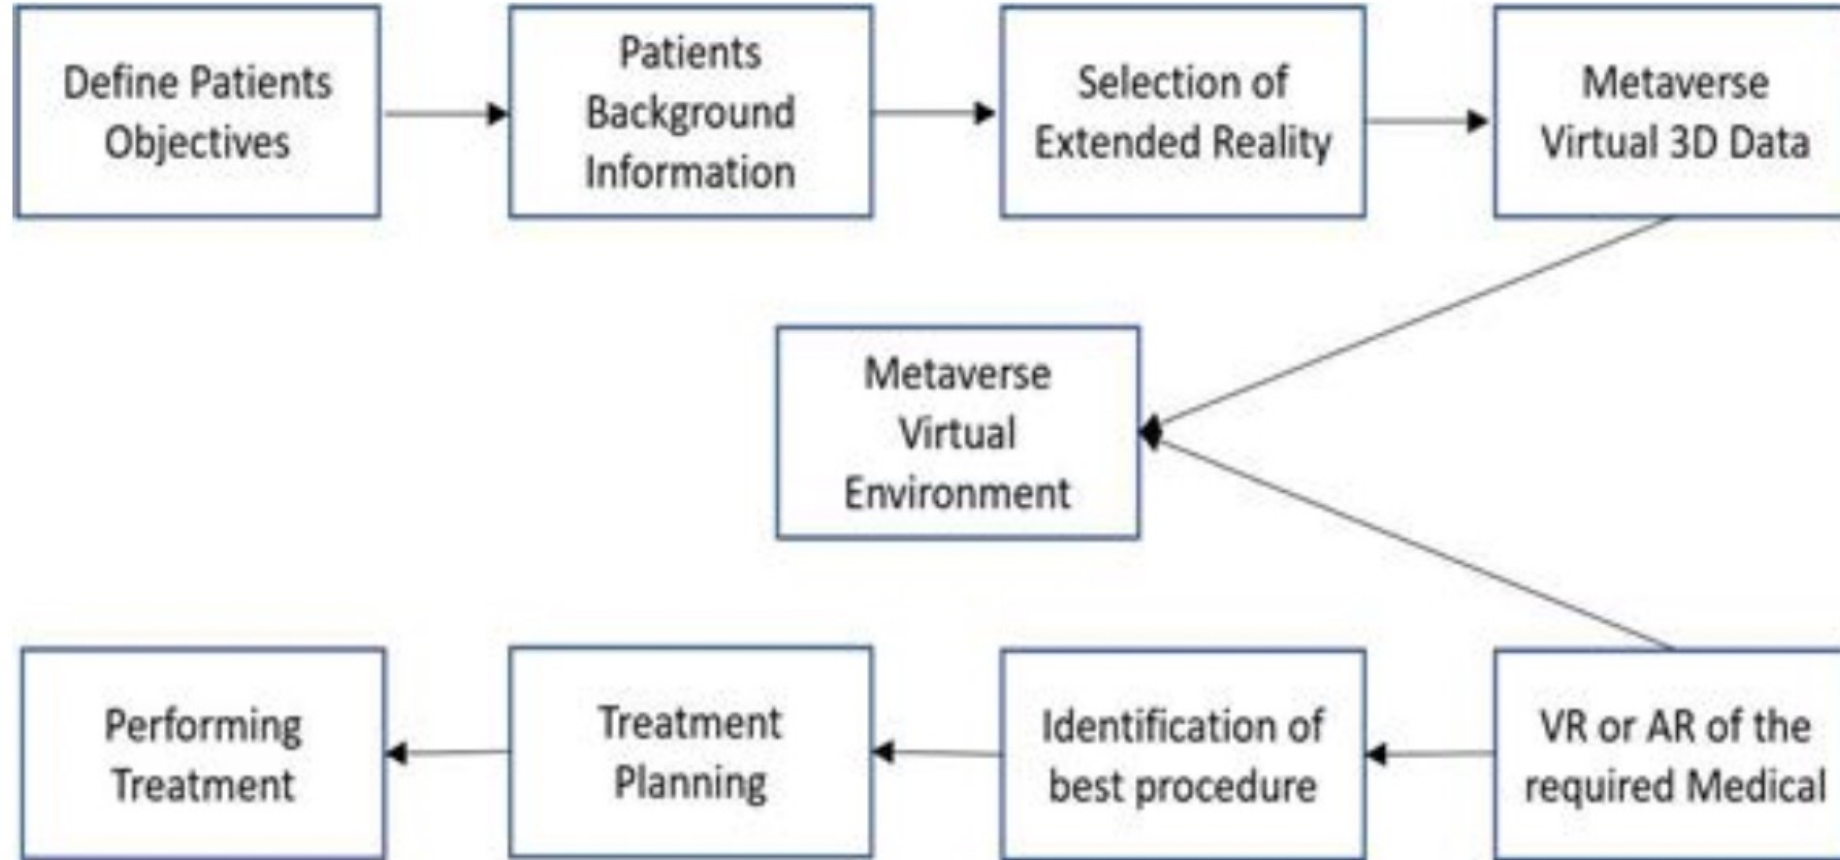 Define Patients
Objectives
Patients
Background
Information
Selection of
Extended Reality
Metaverse
Virtual 3D Data
Metaverse
Virtual
Environment
Performing
Treatment
Treatment
Planning
Identification of
best procedure
VR or AR of the
required Medical